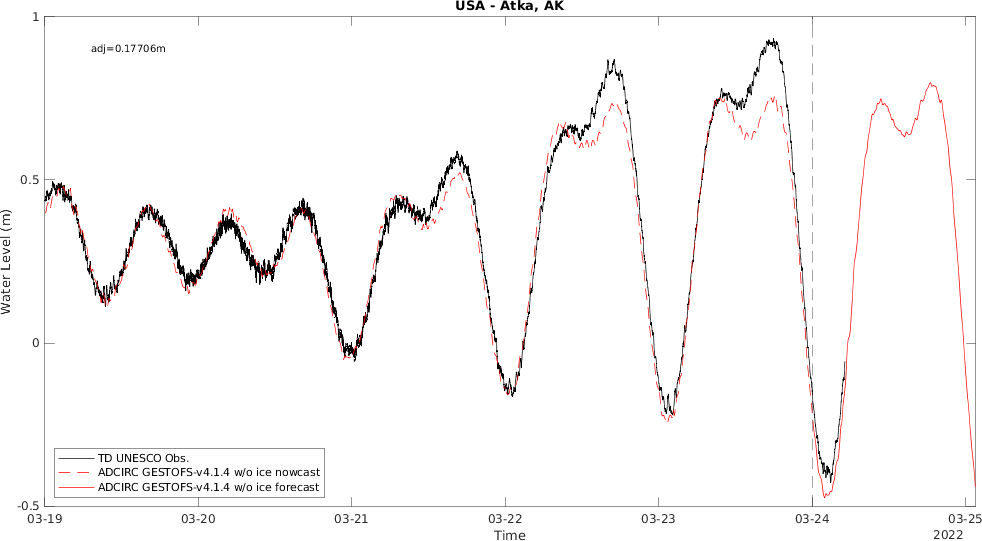 USA - Atka, AK
adj=0.17706m
1
0.5
0
-0.5
Water Level (m)
TD UNESCO Obs.
ADCIRC GESTOFS-v4.1.4 w/o ice nowcast
ADCIRC GESTOFS-v4.1.4 w/o ice forecast
03-19 03-20 03-21 03-22 03-23 03-24 03-25
Time
2022